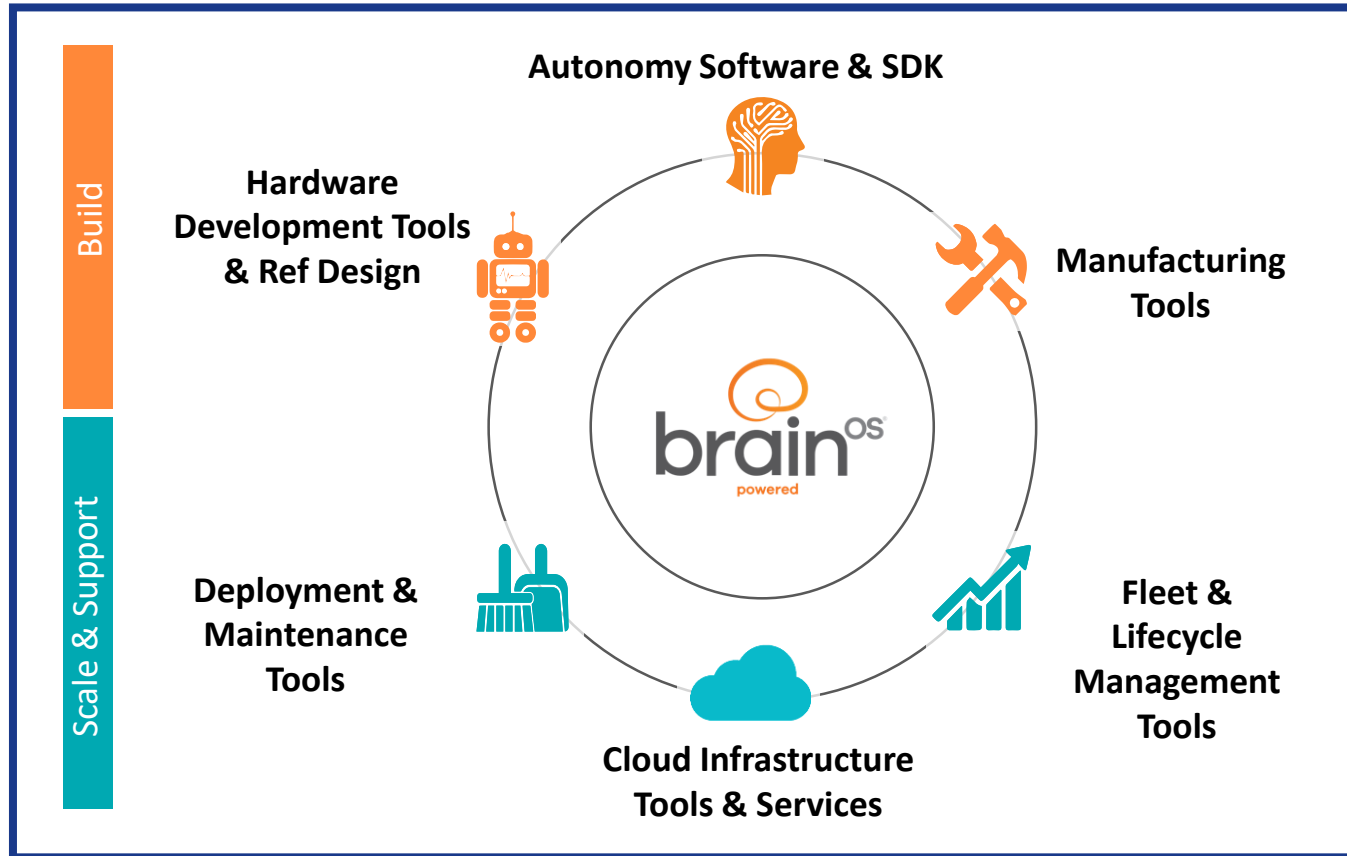 Autonomy Software & SDK
Build
Hardware
Development Tools
& Ref Design
Manufacturing
Tools
brain OS®
powered
Scale & Support
Deployment &
Maintenance
Tools
Fleet &
Lifecycle
Management
Tools
Cloud Infrastructure
Tools & Services